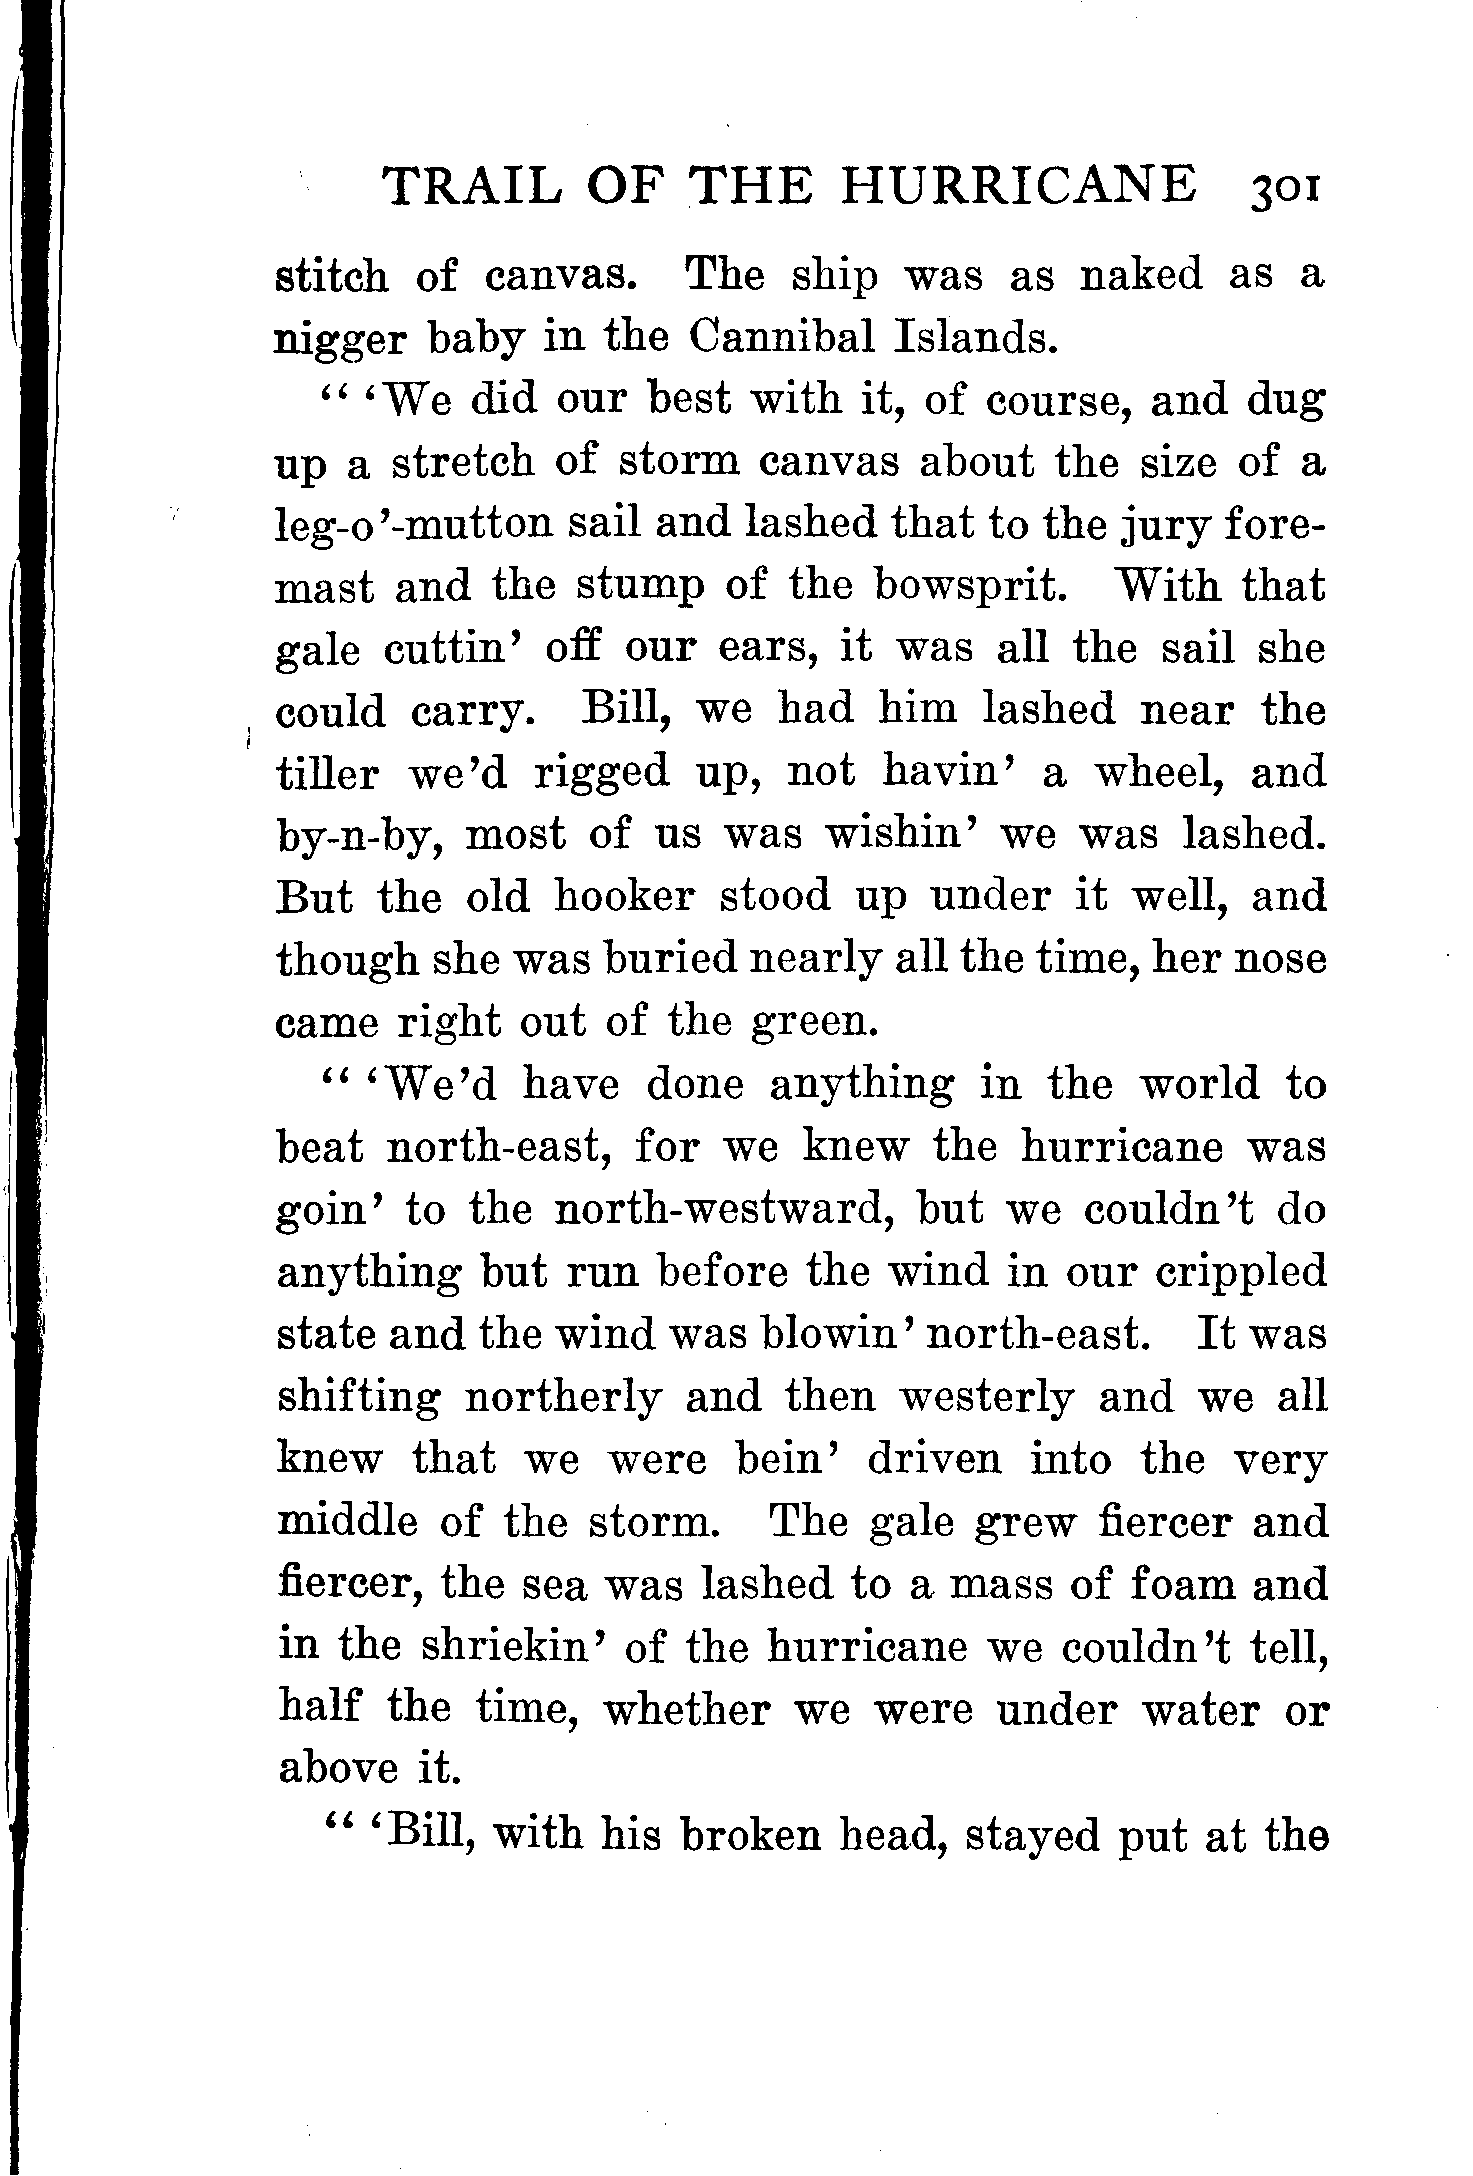 TRAIL OF THE HURRICANE 301
stitch of canvas. The ship was as naked as a
nigger baby in the Cannibal Islands.
" 'We did our best with it, of course, and dug
up a stretch of storm canvas about the size of a
leg-o'-mutton sail and lashed that to the jury fore-
mast and the stump of the bowsprit. With that
gale cuttin' off our ears, it was all the sail she
could carry. Bill, we had him lashed near the
tiller we'd rigged up, not havin' a wheel, and
by-n-by, most of us was wishin' we was lashed.
But the old hooker stood up under it well, and
though she was buried nearly all the time, her nose
came right out of the green.
" 'We'd have done anything in the world to
beat north-east, for we knew the hurricane was
goin' to the north-westward, but we couldn't do
anything but run before the wind in our crippled
state and the wind was blowin' north-east. It was
shifting northerly and then westerly and we all
knew that we were bein' driven into the very
middle of the storm. The gale grew fiercer and
fiercer, the sea was lashed to a mass of foam and
in the shriekin' of the hurricane we couldn't tell,
half the time, whether we were under water or
above it.
" 'Bill, with his broken head, stayed put at the